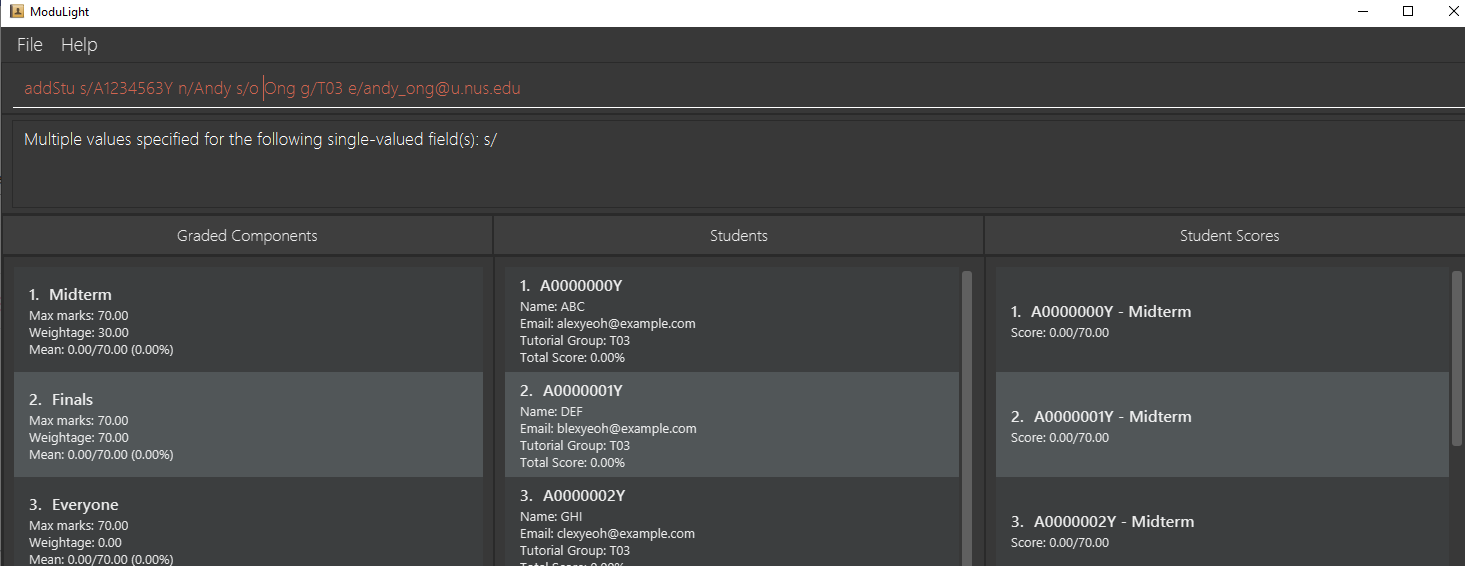 ModuLight
File Help
addStu s/A1234563Y n/Andy s/o Ong g/T03 e/andy_ong@u.nus.edu
Multiple values specified for the following single-valued field(s): s/
Graded Components
1. Midterm
Max marks: 70.00
Weightage: 30.00
Mean: 0.00/70.00 (0.00%)
2. Finals
Max marks: 70.00
Weightage: 70.00
Mean: 0.00/70.00 (0.00%)
3. Everyone
Max marks: 70.00
Weightage: 0.00
Mean: 0.00/70.00 (0.00%)
Students
1. A0000000Y
Name: ABC
Email: alexyeoh@example.com
Tutorial Group: T03
Total Score: 0.00%
2. A0000001Y
Name: DEF
Email: blexyeoh@example.com
Tutorial Group: T03
Total Score: 0.00%
3. A0000002Y
Name: GHI
Email: clexyeoh@example.com
Tutorial Group: T03
Total Score: 0.00%
Student Scores
1. A0000000Y - Midterm
Score: 0.00/70.00
2. A0000001Y - Midterm
Score: 0.00/70.00
3. A0000002Y - Midterm
Score: 0.00/70.00